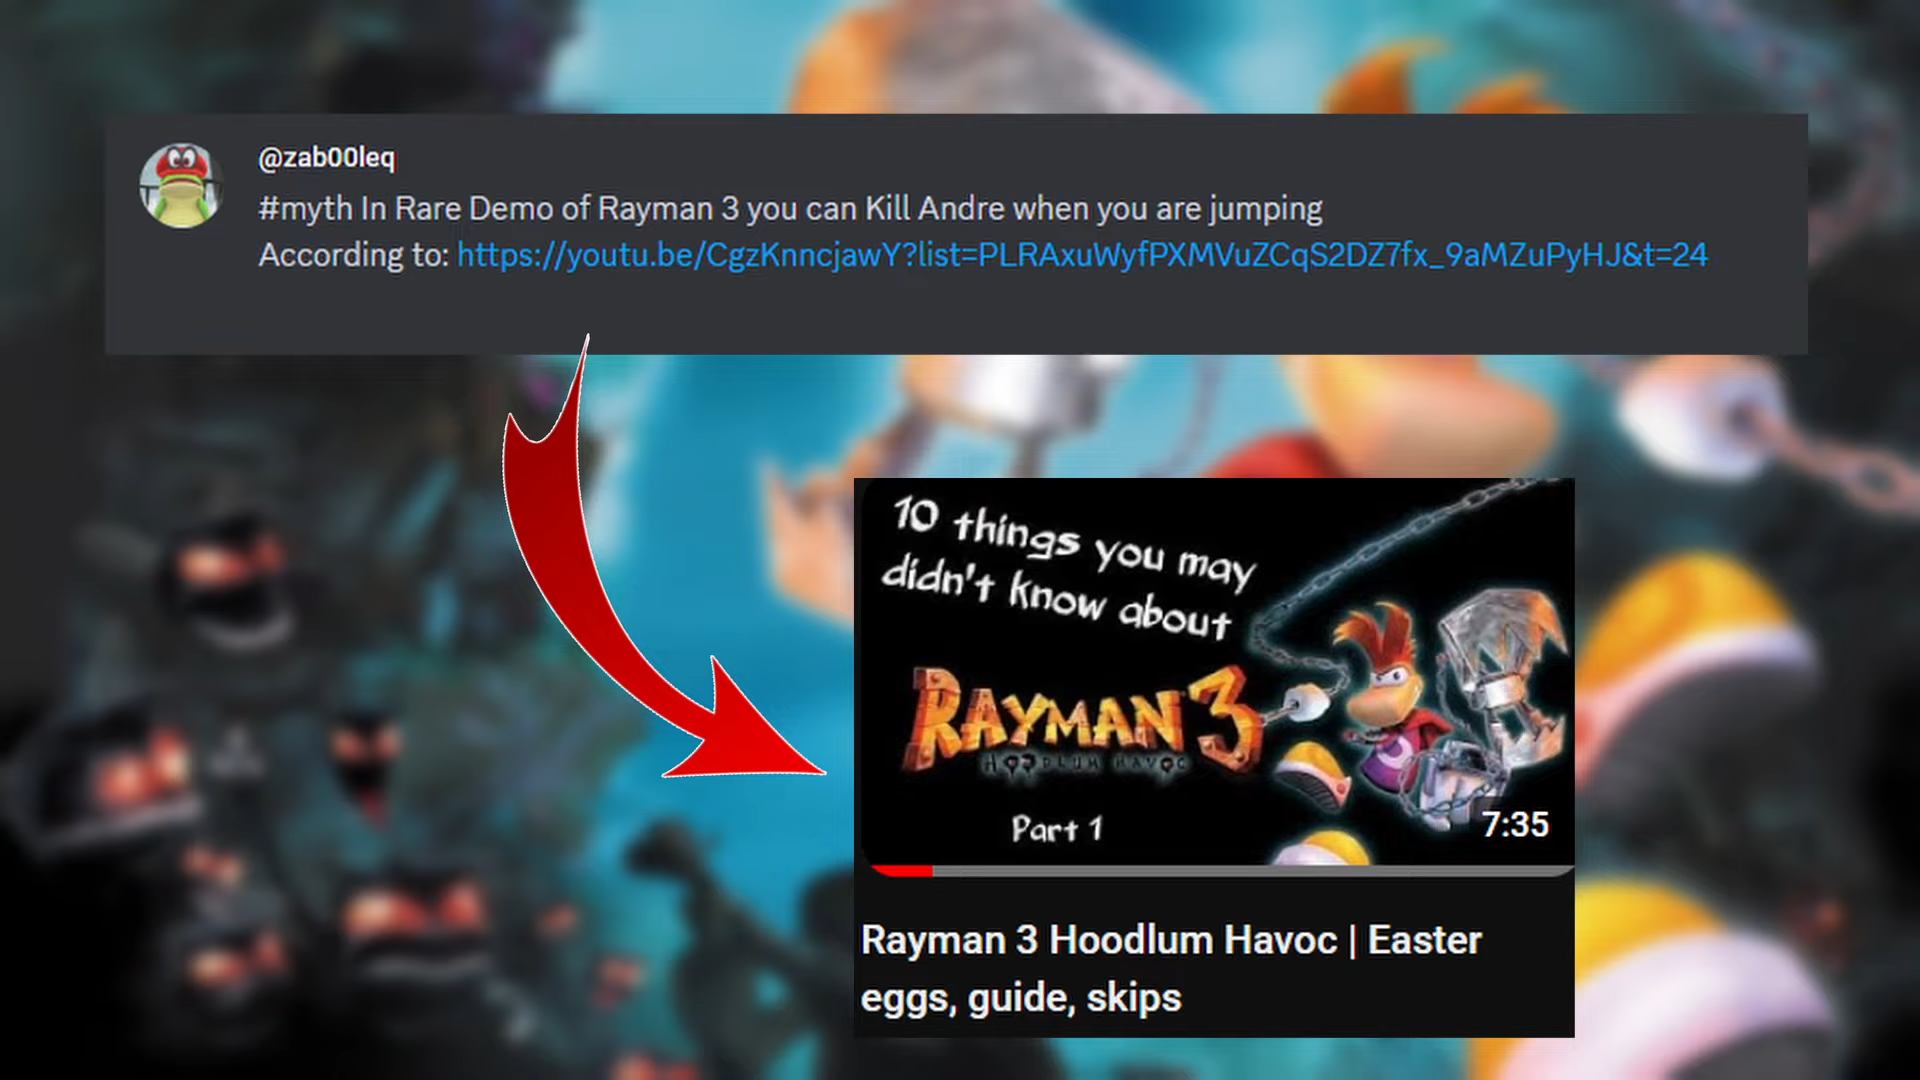 @zab00leq
#myth In Rare Demo of Rayman 3 you can Kill Andre when you are jumping
According to: https://youtu.be/CgzKnncjawY?list=PLRAxuWyfPXMVuZCqS2DZ7fx_9aMZuPyHJ&t=24
10 things you may
didn't know about
RAYMAN 3
HOODLUM HAVOC
Part 1
7:35
Rayman 3 Hoodlum Havoc | Easter
eggs, guide, skips